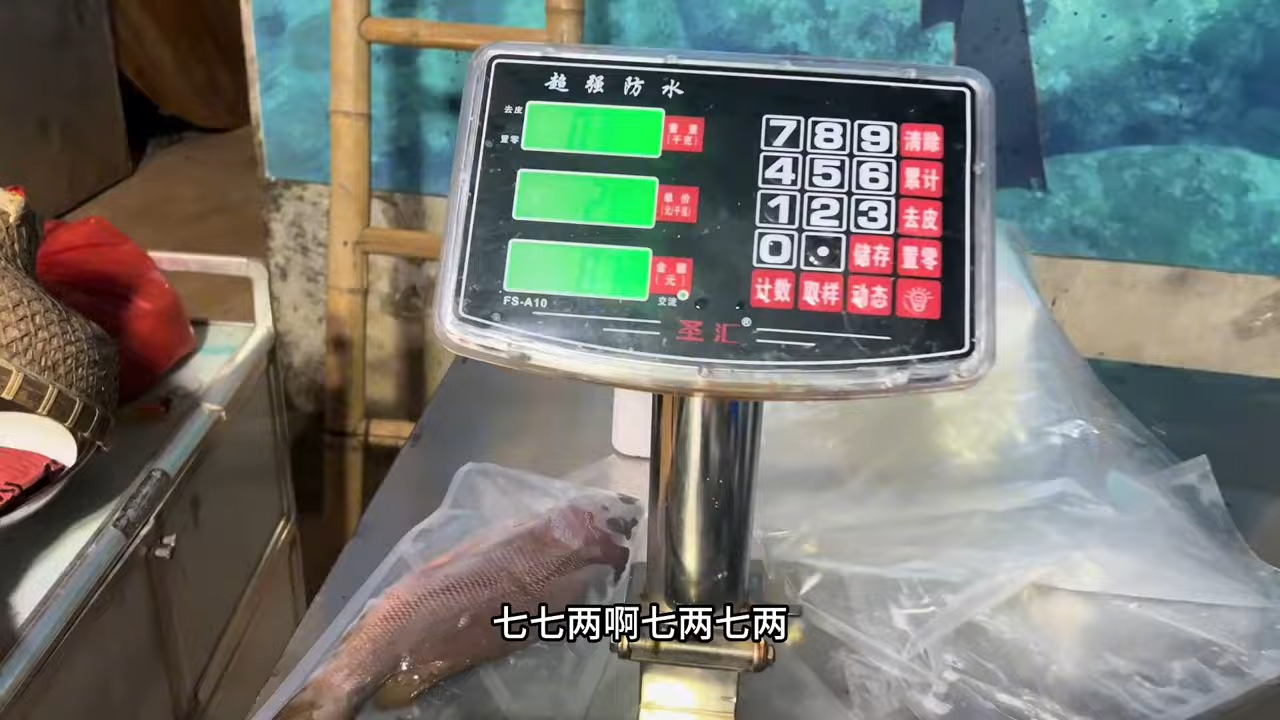 超强防水
去皮
置零
重量
(千克)
单价
(元/千克)
金额
(元)
FS-A10
交流
7 8 9 清除
4 5 6 累计
1 2 3 去皮
0 . 储存 置零
计数 取样 动态
圣汇®
七七两啊七两七两